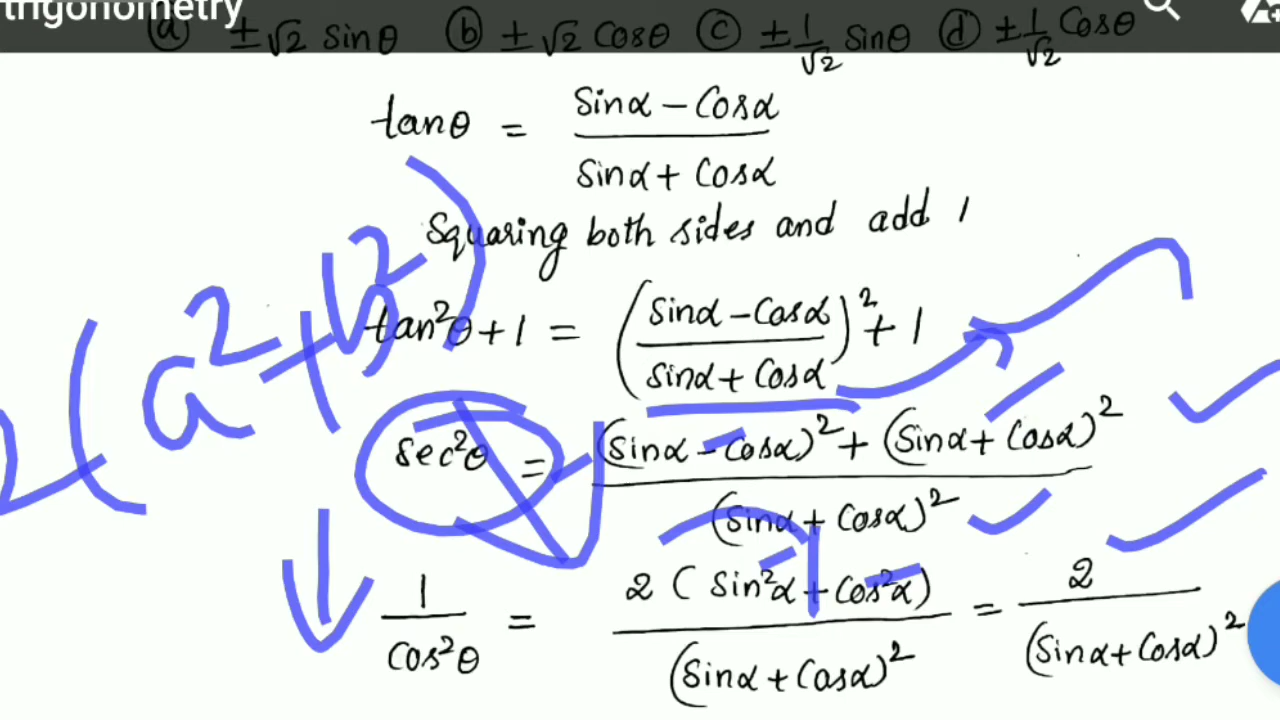 trigonometry
(a) ±√2 sinθ (b) ±√2 cosθ (c) ±1/√2 sinθ (d) ±1/√2 cosθ
tanθ = (sinα - cosα)/(sinα + cosα)
Squaring both sides and add 1
tan²θ + 1 = ((sinα - cosα)/(sinα + cosα))² + 1
2(a²+b²)
sec²θ = ((sinα - cosα)² + (sinα + cosα)²)/(sinα + cosα)²
1/cos²θ = 2(sin²α + cos²α)/(sinα + cosα)² = 2/(sinα + cosα)²